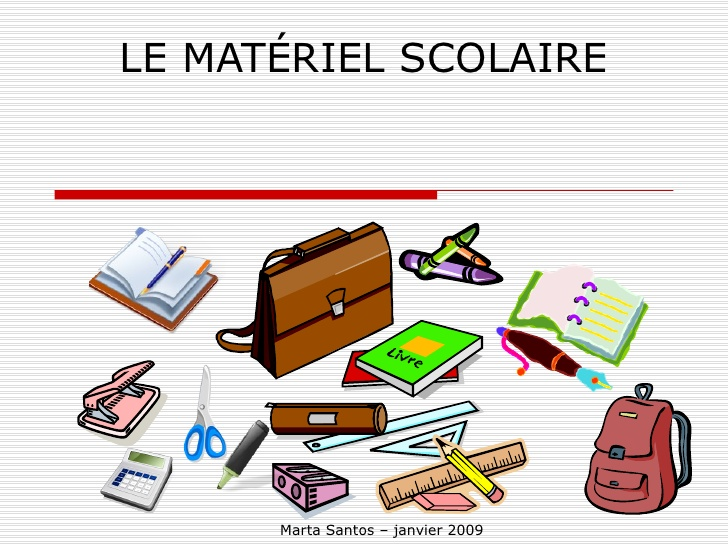 LE MATÉRIEL SCOLAIRE
Livre
Marta Santos – janvier 2009